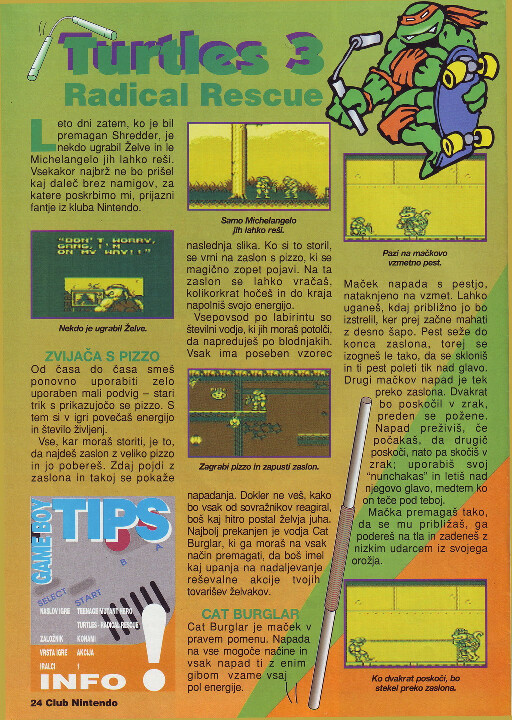 Turtles 3
Radical Rescue
Leto dni zatem, ko je bil
premagan Shredder, je
nekdo ugrabil Želve in le
Michelangelo jih lahko reši.
Vsekakor najbrž ne bo prišel
kaj daleč brez namigov, za
katere poskrbimo mi, prijazni
fantje iz kluba Nintendo.
"DON'T WORRY,
GANG, I'M
ON MY WAY!!"
Nekdo je ugrabil Želve.
ZVIJAČA S PIZZO
Od časa do časa smeš
ponovno uporabiti zelo
uporaben mali podvig – stari
trik s prikazujočo se pizzo. S
tem si v igri povečaš energijo
in število življenj.
Vse, kar moraš storiti, je to,
da najdeš zaslon z veliko pizzo
in jo pobereš. Zdaj pojdi z
zaslona in takoj se pokaže
GAME BOY
TIPS
B A
SELECT START
NASLOV IGRE TEENAGE MUTANT HERO
TURTLES - RADICAL RESCUE
ZALOŽNIK KONAMI
VRSTA IGRE AKCIJA
IRALCI 1
INFO !
Samo Michelangelo
jih lahko reši.
naslednja slika. Ko si to storil,
se vrni na zaslon s pizzo, ki se
magično zopet pojavi. Na ta
zaslon se lahko vračaš,
kolikorkrat hočeš in do kraja
napolniš svojo energijo.
Vsepovsod po labirintu so
številni vodje, ki jih moraš potolči,
da napreduješ po blodnjakih.
Vsak ima poseben vzorec
Zagrabi pizzo in zapusti zaslon.
napadanja. Dokler ne veš, kako
bo vsak od sovražnikov reagiral,
boš kaj hitro postal želvja juha.
Najbolj prekanjen je vodja Cat
Burglar, ki ga moraš na vsak
način premagati, da boš imel
kaj upanja na nadaljevanje
reševalne akcije tvojih
tovarišev želvakov.
CAT BURGLAR
Cat Burglar je maček v
pravem pomenu. Napada
na vse mogoče načine in
vsak napad ti z enim
gibom vzame vsaj
pol energije.
Pazi na mačkovo
vzmetno pest.
Maček napada s pestjo,
nataknjeno na vzmet. Lahko
uganeš, kdaj približno jo bo
izstrelil, ker prej začne mahati
z desno šapo. Pest seže do
konca zaslona, torej se
izogneš le tako, da se skloniš
in ti pest poleti tik nad glavo.
Drugi mačkov napad je tek
preko zaslona. Dvakrat
bo poskočil v zrak,
preden se požene.
Napad preživiš, če
počakaš, da drugič
poskoči, nato pa skočiš v
zrak; uporabiš svoj
"nunchakas" in letiš nad
njegovo glavo, medtem ko
on teče pod teboj.
Mačka premagaš tako,
da se mu približaš, ga
podereš na tla in zadeneš z
nizkim udarcem iz svojega
orožja.
Ko dvakrat poskoči, bo
stekel preko zaslona.
24 Club Nintendo